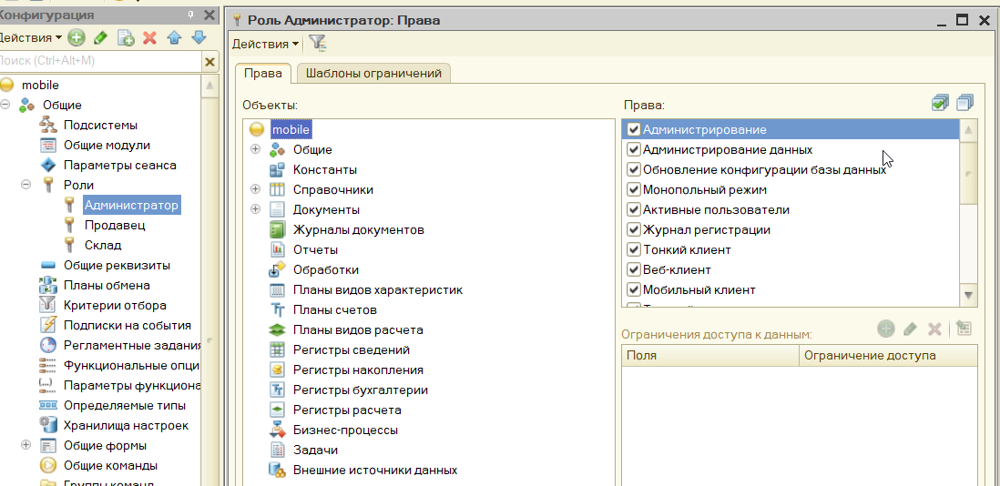 Конфигурация
Действия
Поиск (Ctrl+Alt+M)
mobile
Общие
Подсистемы
Общие модули
Параметры сеанса
Роли
Администратор
Продавец
Склад
Общие реквизиты
Планы обмена
Критерии отбора
Подписки на события
Регламентные задания
Функциональные опци
Параметры функциона
Определяемые типы
Хранилища настроек
Общие формы
Общие команды
Группы команд
Роль Администратор: Права
Действия
Права
Шаблоны ограничений
Объекты:
mobile
Общие
Константы
Справочники
Документы
Журналы документов
Отчеты
Обработки
Планы видов характеристик
Планы счетов
Планы видов расчета
Регистры сведений
Регистры накопления
Регистры бухгалтерии
Регистры расчета
Бизнес-процессы
Задачи
Внешние источники данных
Права:
Администрирование
Администрирование данных
Обновление конфигурации базы данных
Монопольный режим
Активные пользователи
Журнал регистрации
Тонкий клиент
Веб-клиент
Мобильный клиент
Ограничения доступа к данным:
Поля
Ограничение доступа